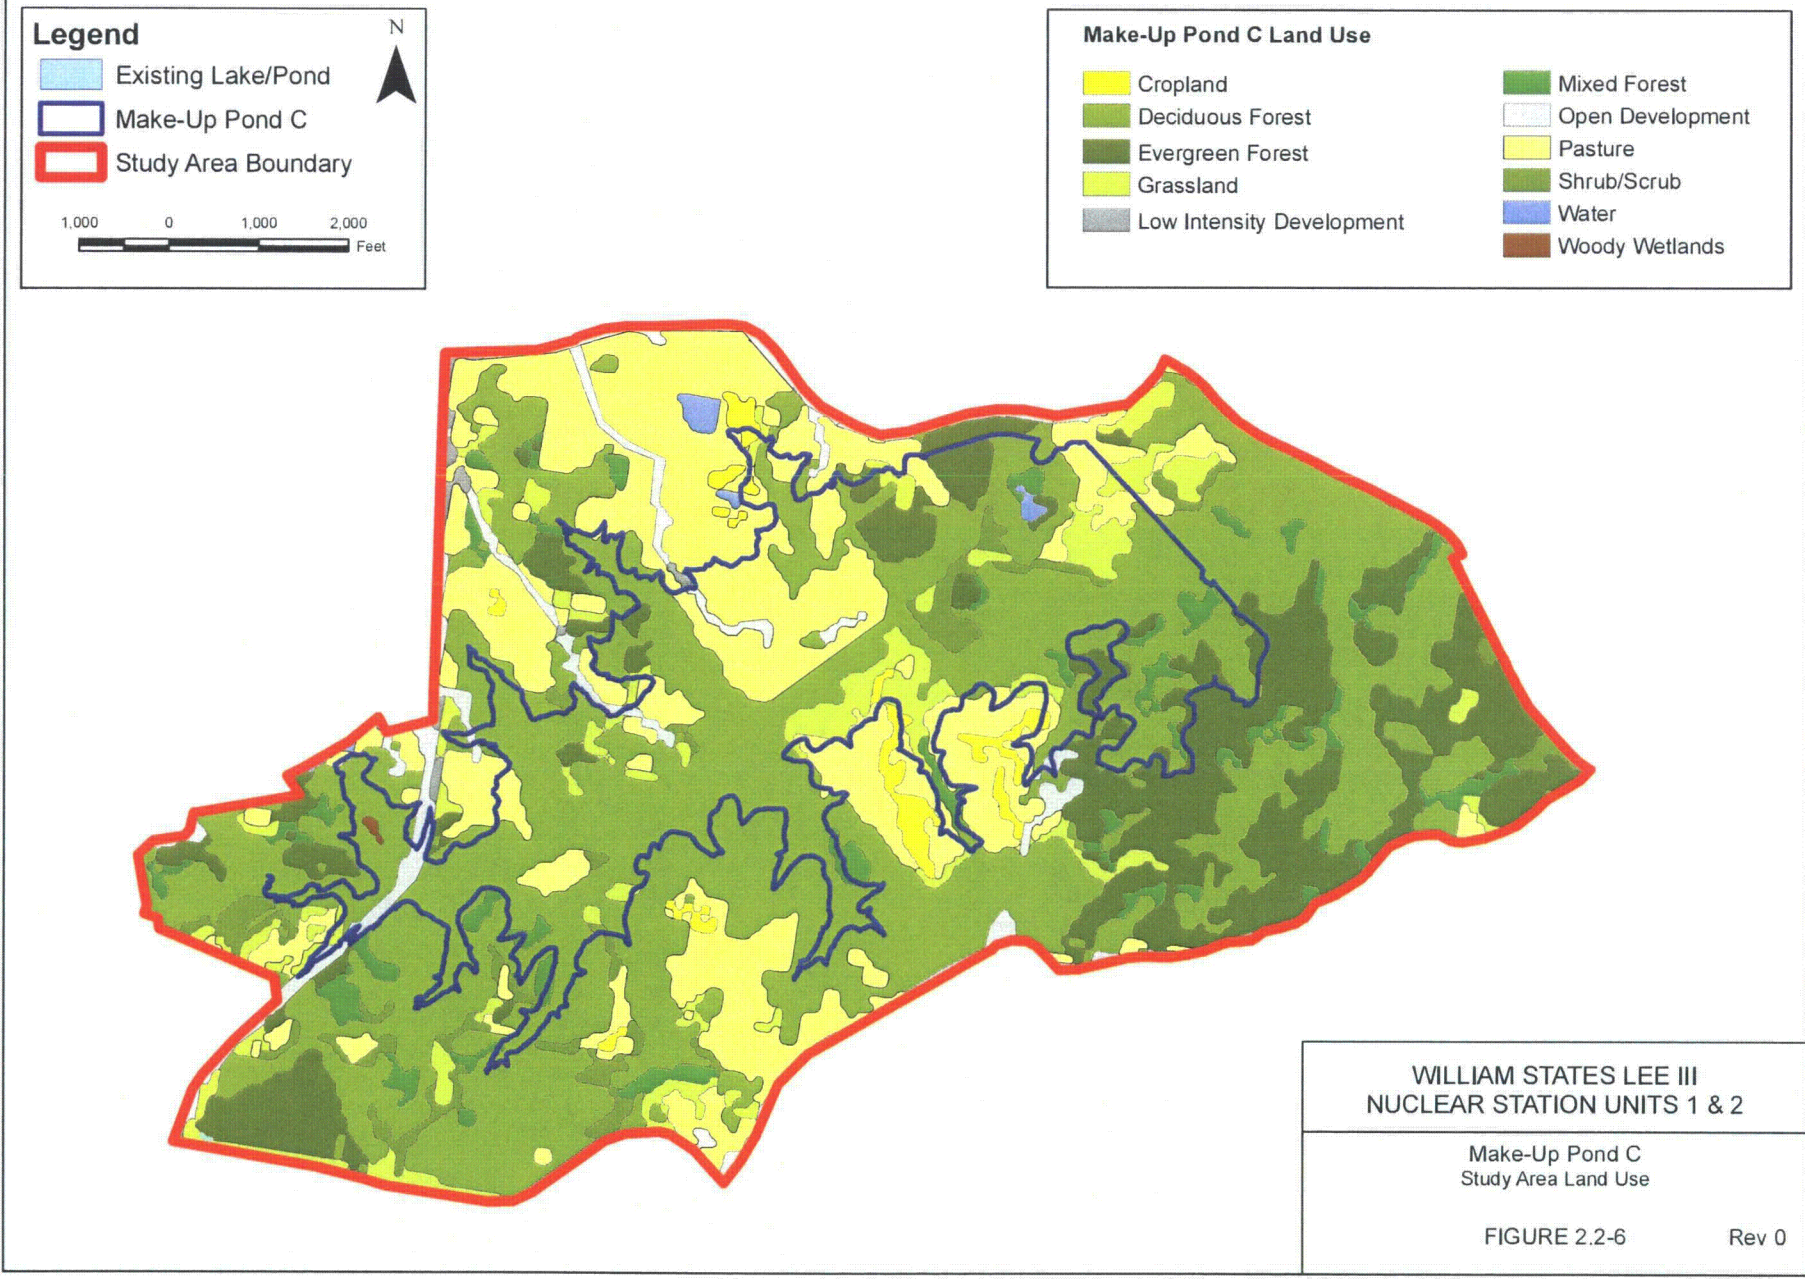 Legend
N
Existing Lake/Pond
Make-Up Pond C
Study Area Boundary
1,000 0 1,000 2,000
Feet
Make-Up Pond C Land Use
Cropland
Deciduous Forest
Evergreen Forest
Grassland
Low Intensity Development
Mixed Forest
Open Development
Pasture
Shrub/Scrub
Water
Woody Wetlands
WILLIAM STATES LEE III
NUCLEAR STATION UNITS 1 & 2
Make-Up Pond C
Study Area Land Use
FIGURE 2.2-6 Rev 0